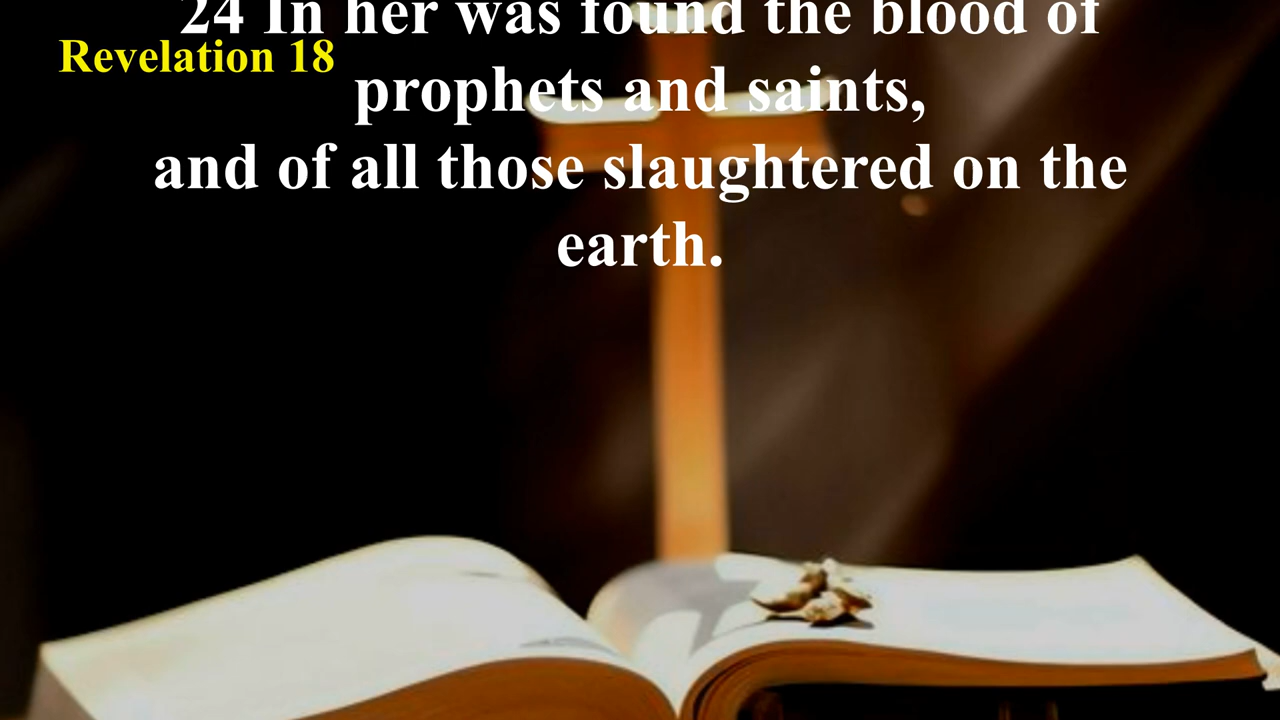 24 In her was found the blood of
Revelation 18
prophets and saints,
and of all those slaughtered on the
earth.